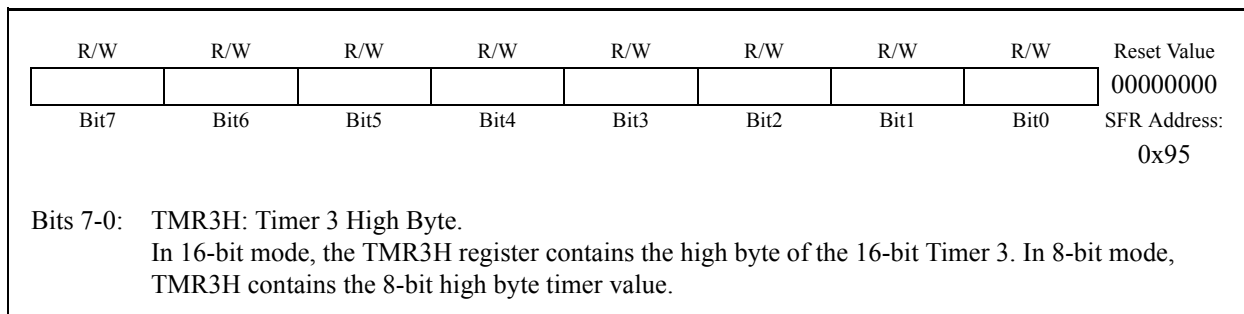 R/W R/W R/W R/W R/W R/W R/W R/W Reset Value
00000000
Bit7 Bit6 Bit5 Bit4 Bit3 Bit2 Bit1 Bit0 SFR Address:
0x95
Bits 7-0: TMR3H: Timer 3 High Byte.
In 16-bit mode, the TMR3H register contains the high byte of the 16-bit Timer 3. In 8-bit mode,
TMR3H contains the 8-bit high byte timer value.